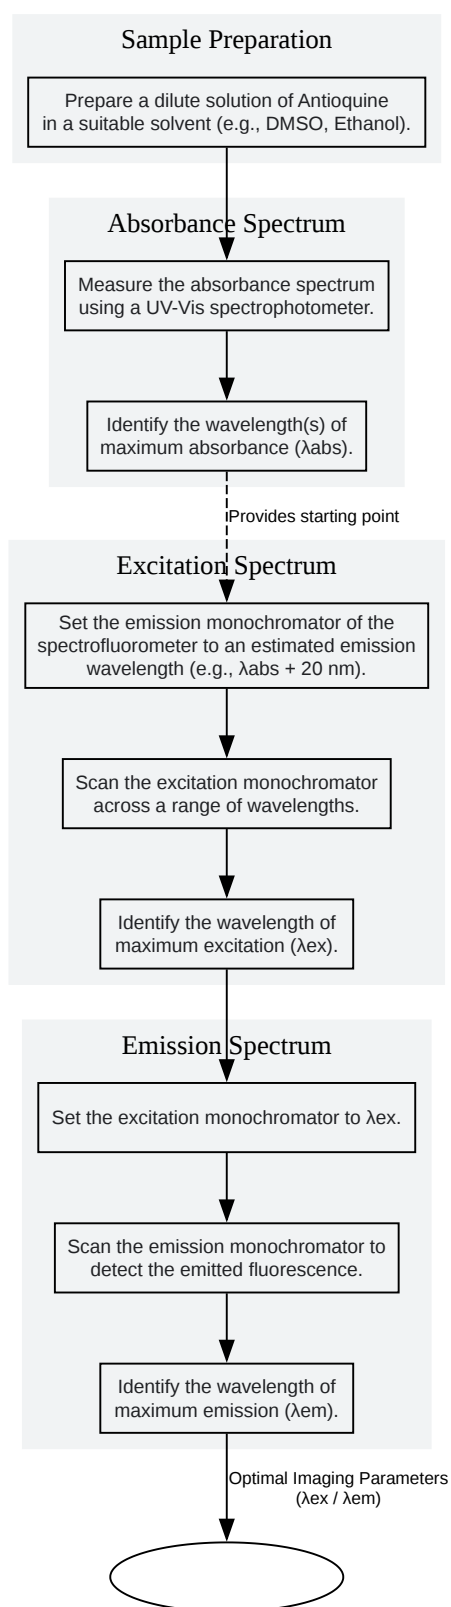 Sample Preparation
Prepare a dilute solution of Antioquine
in a suitable solvent (e.g., DMSO, Ethanol).
Absorbance Spectrum
Measure the absorbance spectrum
using a UV-Vis spectrophotometer.
Identify the wavelength(s) of
maximum absorbance (λabs).
Provides starting point
Excitation Spectrum
Set the emission monochromator of the
spectrofluorometer to an estimated emission
wavelength (e.g., λabs + 20 nm).
Scan the excitation monochromator
across a range of wavelengths.
Identify the wavelength of
maximum excitation (λex).
Emission Spectrum
Set the excitation monochromator to λex.
Scan the emission monochromator to
detect the emitted fluorescence.
Identify the wavelength of
maximum emission (λem).
Optimal Imaging Parameters
(λex / λem)